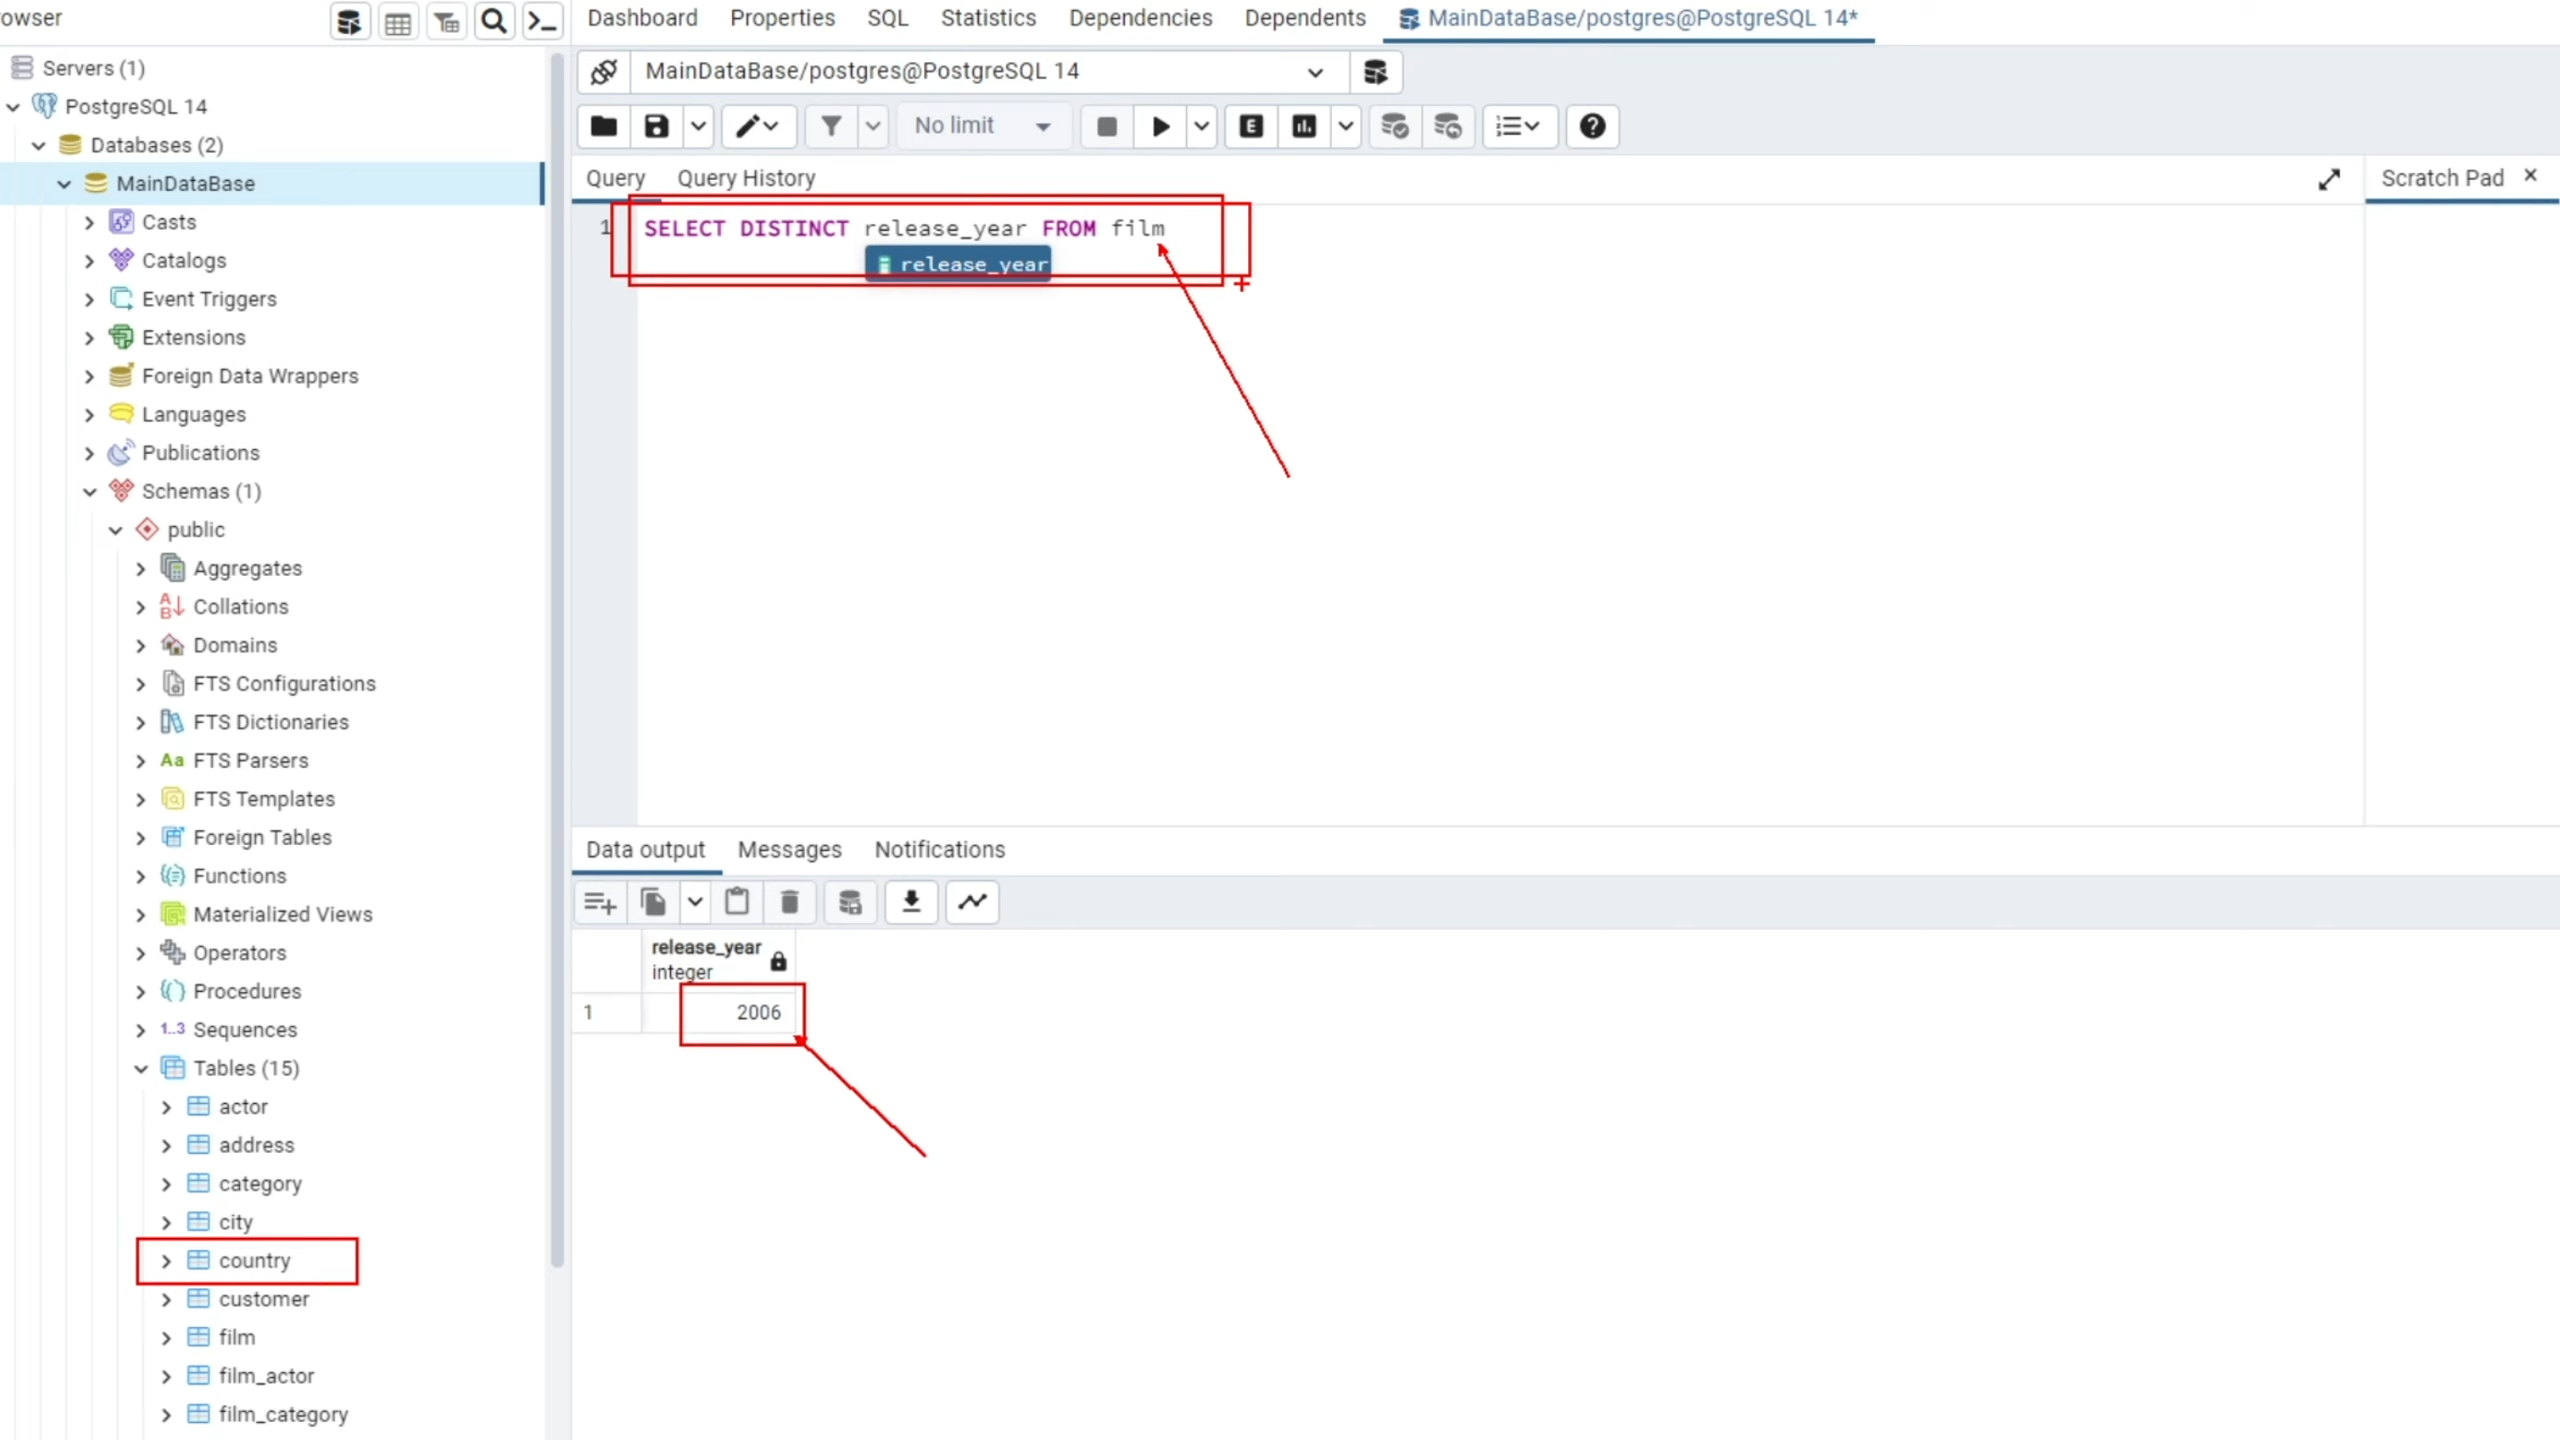 owser
Dashboard Properties SQL Statistics Dependencies Dependents MainDataBase/postgres@PostgreSQL 14*
Servers (1)
PostgreSQL 14
Databases (2)
MainDataBase
Casts
Catalogs
Event Triggers
Extensions
Foreign Data Wrappers
Languages
Publications
Schemas (1)
public
Aggregates
Collations
Domains
FTS Configurations
FTS Dictionaries
Aa FTS Parsers
FTS Templates
Foreign Tables
Functions
Materialized Views
Operators
Procedures
1..3 Sequences
Tables (15)
actor
address
category
city
country
customer
film
film_actor
film_category
MainDataBase/postgres@PostgreSQL 14
No limit
E
Query Query History
Scratch Pad
1 SELECT DISTINCT release_year FROM film
release_year
Data output Messages Notifications
release_year
integer
1 2006